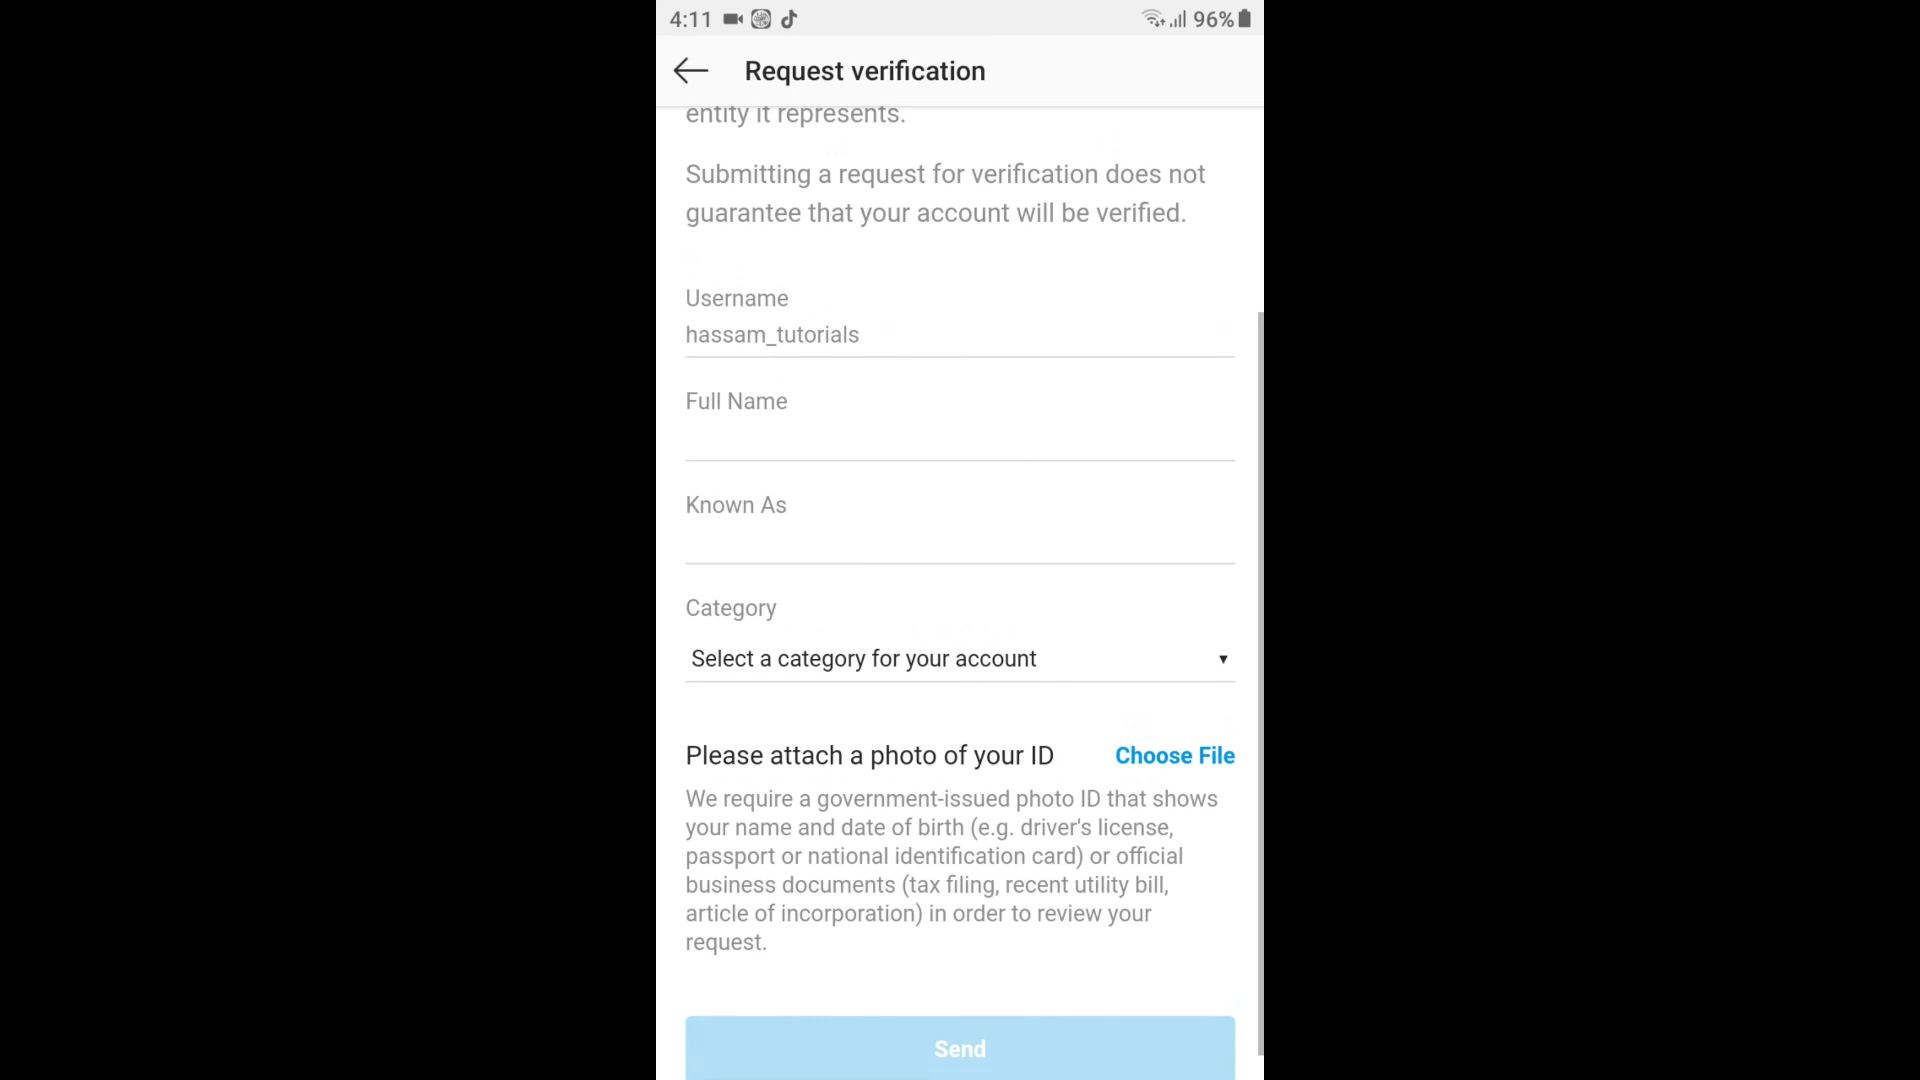 4:11 96%
Request verification
entity it represents.
Submitting a request for verification does not
guarantee that your account will be verified.
Username
hassam_tutorials
Full Name
Known As
Category
Select a category for your account
Please attach a photo of your ID Choose File
We require a government-issued photo ID that shows
your name and date of birth (e.g. driver's license,
passport or national identification card) or official
business documents (tax filing, recent utility bill,
article of incorporation) in order to review your
request.
Send